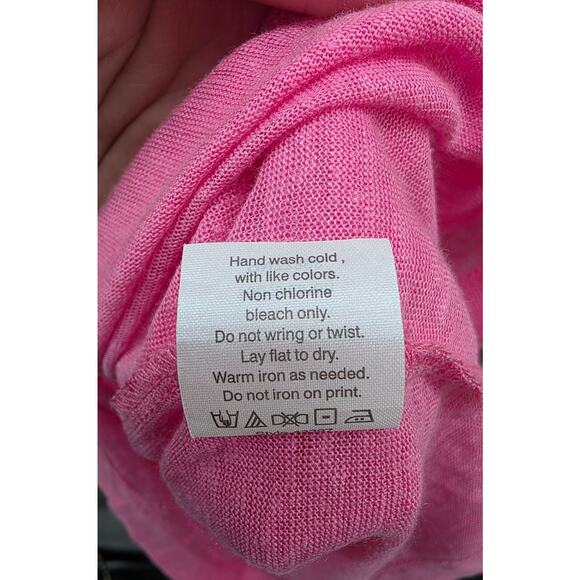 Hand wash cold ,
with like colors.
Non chlorine
bleach only.
Do not wring or twist.
Lay flat to dry.
Warm iron as needed.
Do not iron on print.